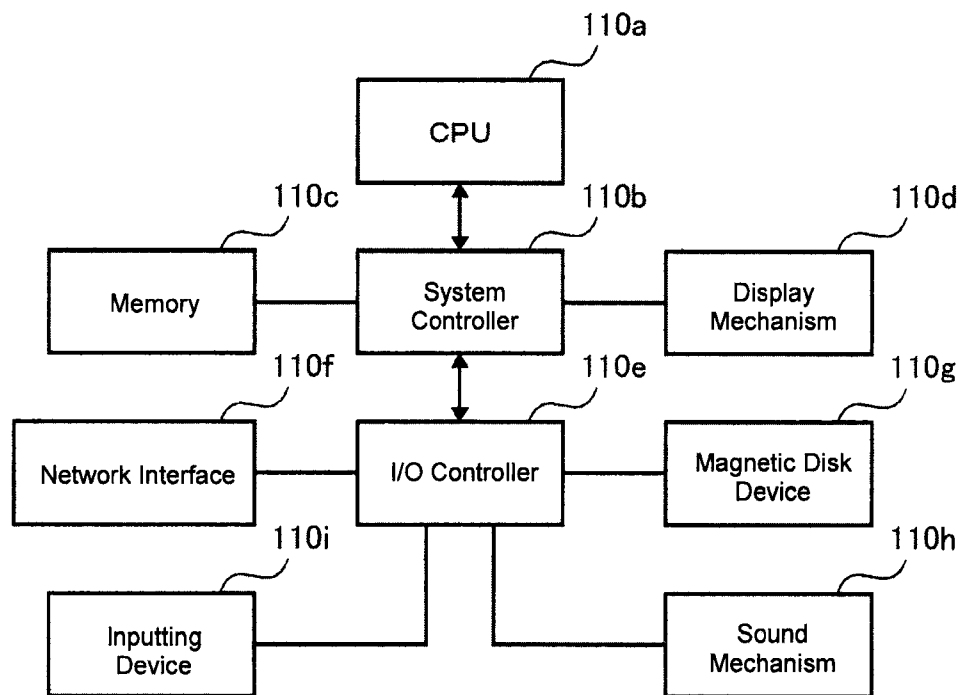 110a
CPU
110c
110b
110d
Memory
System
Controller
Display
Mechanism
110f
110e
110g
Network Interface
I/O Controller
Magnetic Disk
Device
110i
110h
Inputting
Device
Sound
Mechanism